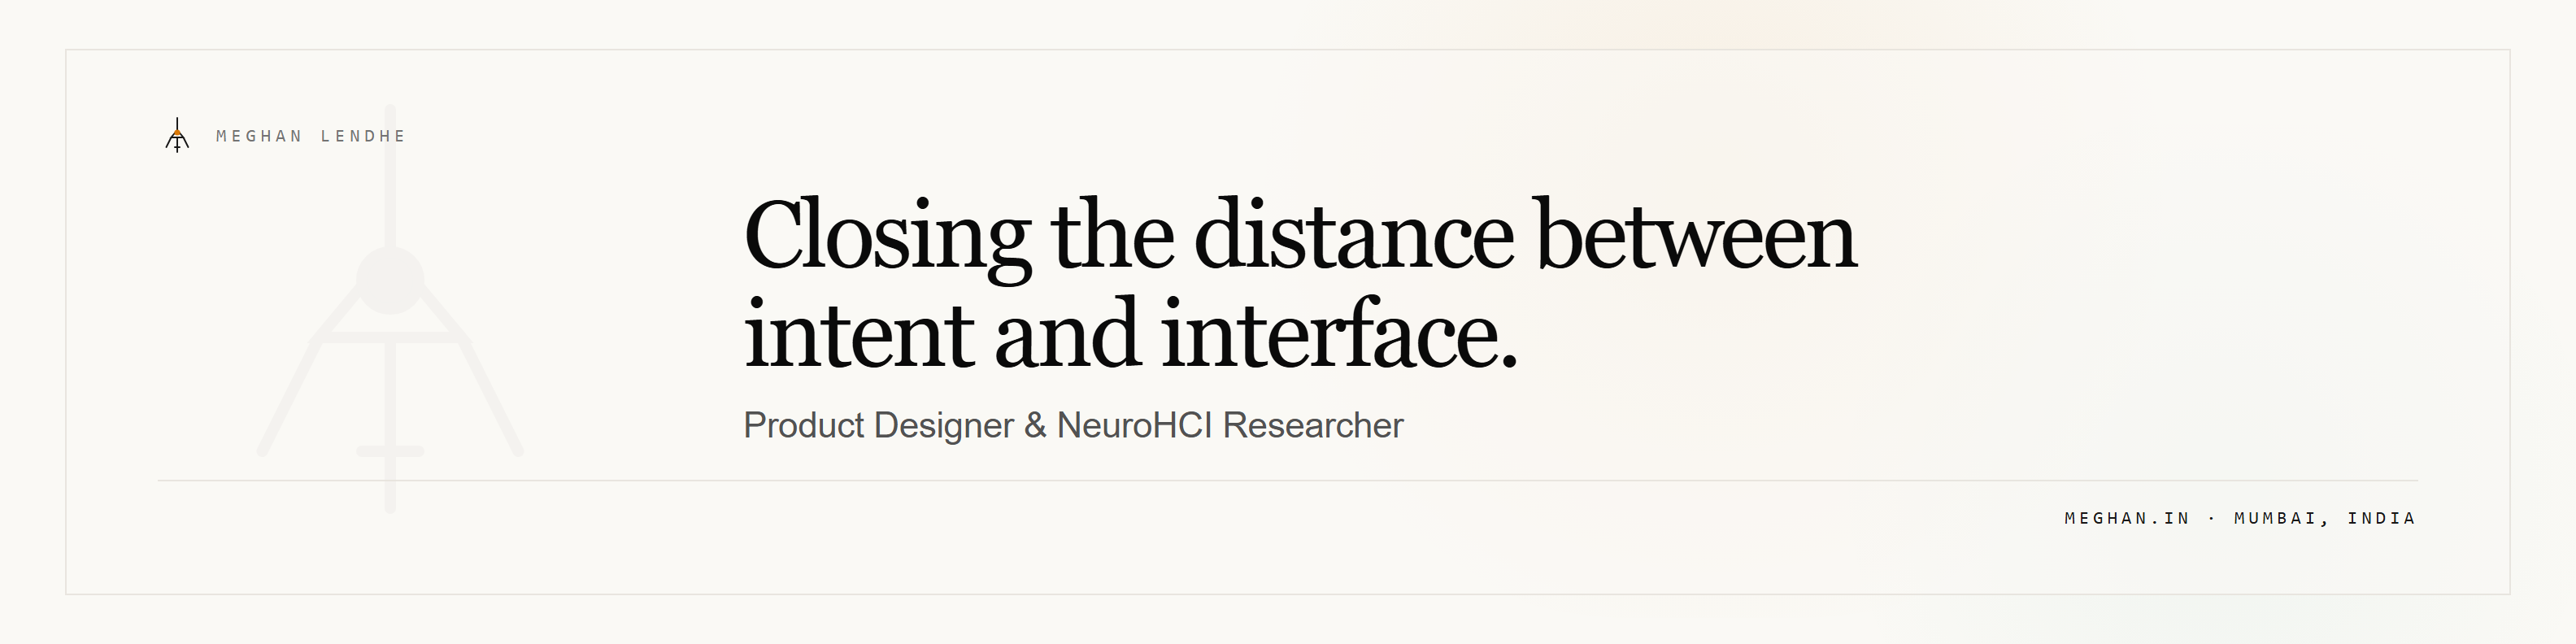 MEGHAN LENDHE
Closing the distance between
intent and interface.
Product Designer & NeuroHCI Researcher
MEGHAN.IN · MUMBAI, INDIA